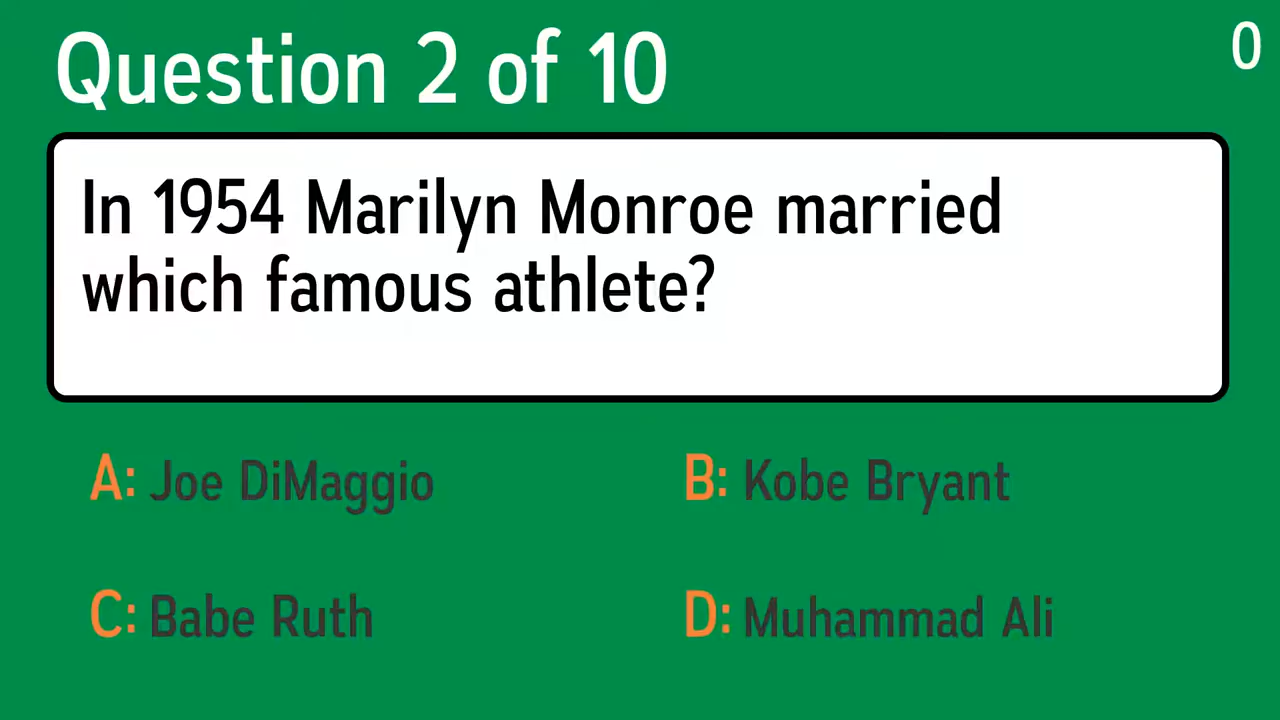 Question 2 of 10
0
In 1954 Marilyn Monroe married
which famous athlete?
A: Joe DiMaggio
B: Kobe Bryant
C: Babe Ruth
D: Muhammad Ali